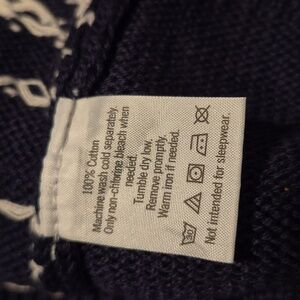 100% Cotton
Machine wash cold separately.
Only non-chlorine bleach when
needed.
Tumble dry low.
Remove promptly.
Warm iron if needed.
Not intended for sleepwear.